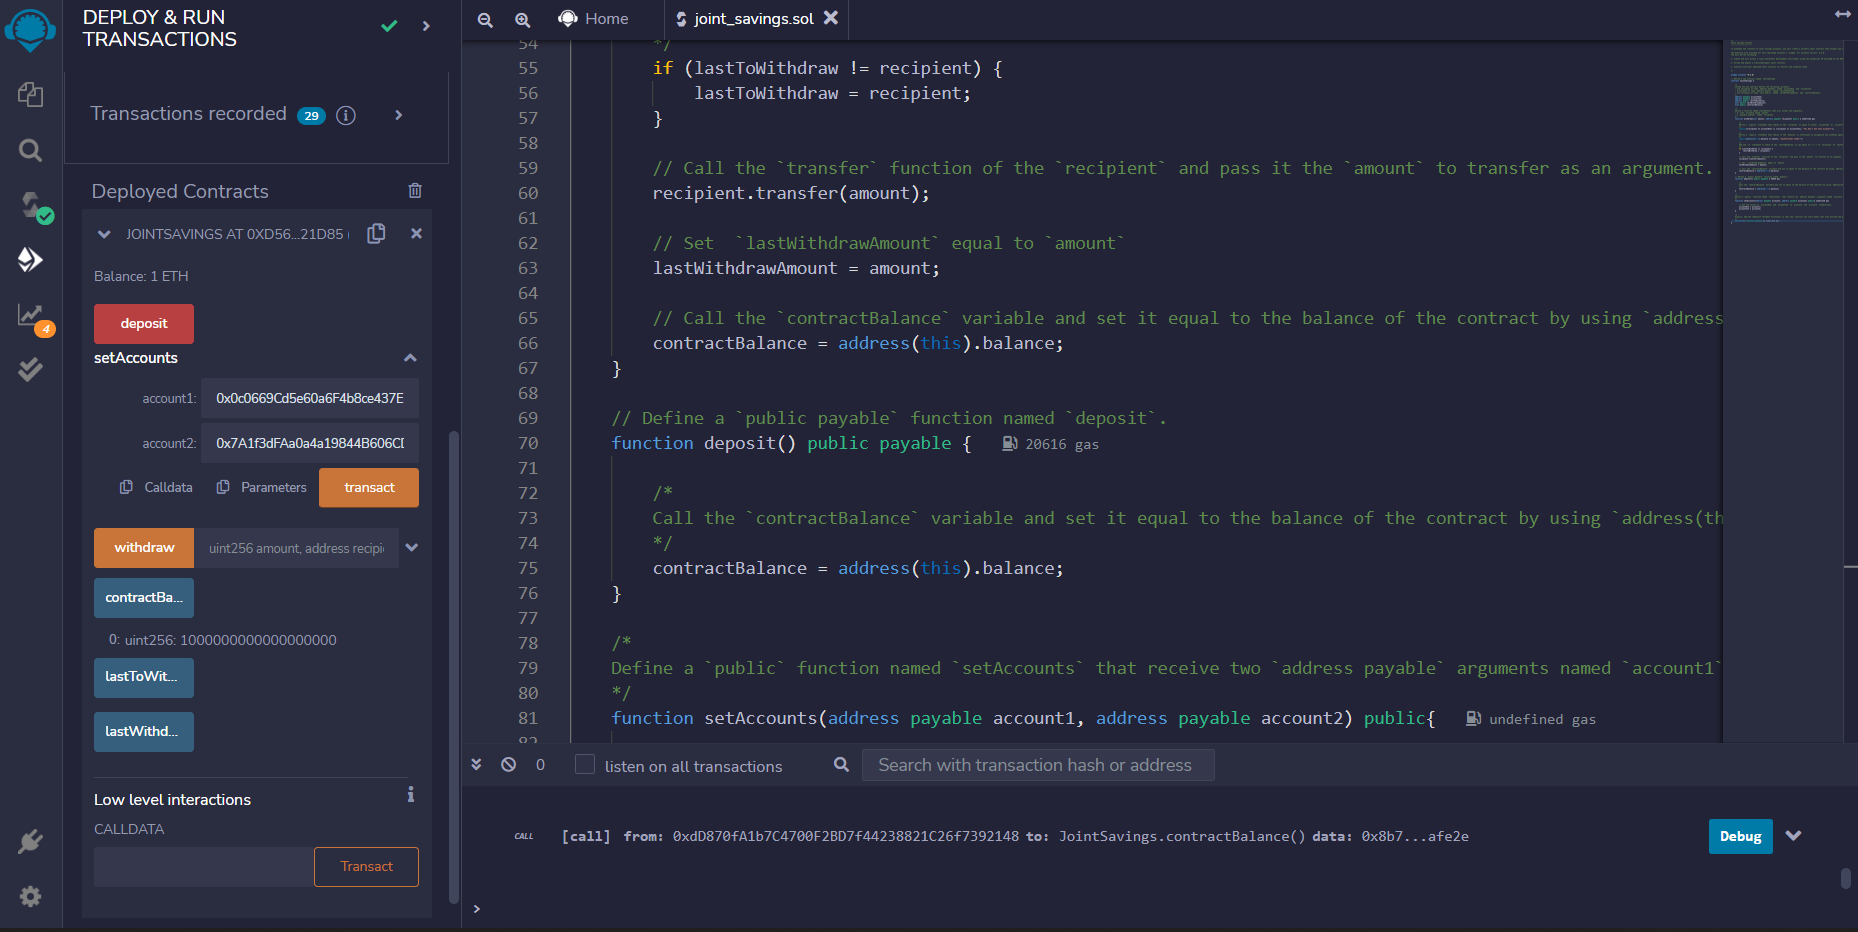 DEPLOY & RUN
TRANSACTIONS
Transactions recorded 29
Deployed Contracts
JOINTSAVINGS AT 0XD56...21D85 (
Balance: 1 ETH
deposit
setAccounts
account1: 0x0c0669Cd5e60a6F4b8ce437E
account2: 0x7A1f3dFAa0a4a19844B606CD
Calldata Parameters transact
withdraw uint256 amount, address recipi
contractBa...
0: uint256: 1000000000000000000
lastToWit...
lastWithd...
Low level interactions
CALLDATA
Transact
4
Home joint_savings.sol
54 */
55 if (lastToWithdraw != recipient) {
56 lastToWithdraw = recipient;
57 }
58
59 // Call the `transfer` function of the `recipient` and pass it the `amount` to transfer as an argument.
60 recipient.transfer(amount);
61
62 // Set  `lastWithdrawAmount` equal to `amount`
63 lastWithdrawAmount = amount;
64
65 // Call the `contractBalance` variable and set it equal to the balance of the contract by using `address
66 contractBalance = address(this).balance;
67 }
68
69 // Define a `public payable` function named `deposit`.
70 function deposit() public payable { 20616 gas
71
72 /*
73 Call the `contractBalance` variable and set it equal to the balance of the contract by using `address(th
74 */
75 contractBalance = address(this).balance;
76 }
77
78 /*
79 Define a `public` function named `setAccounts` that receive two `address payable` arguments named `account1`
80 */
81 function setAccounts(address payable account1, address payable account2) public{ undefined gas
82
0 listen on all transactions Search with transaction hash or address
CALL [call] from: 0xdD870fA1b7C4700F2BD7f44238821C26f7392148 to: JointSavings.contractBalance() data: 0x8b7...afe2e Debug
>